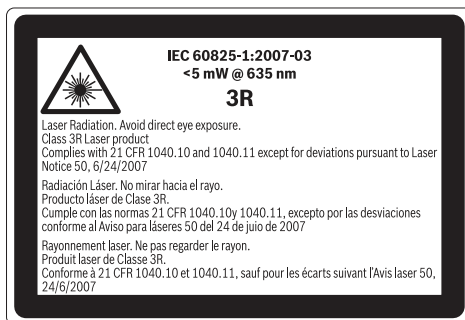 IEC 60825-1:2007-03
<5 mW @ 635 nm
3R
Laser Radiation. Avoid direct eye exposure.
Class 3R Laser product
Complies with 21 CFR 1040.10 and 1040.11 except for deviations pursuant to Laser
Notice 50, 6/24/2007
Radiación Láser. No mirar hacia el rayo.
Producto láser de Clase 3R.
Cumple con las normas 21 CFR 1040.10y 1040.11, excepto por las desviaciones
conforme al Aviso para láseres 50 del 24 de juio de 2007
Rayonnement laser. Ne pas regarder le rayon.
Produit laser de Classe 3R.
Conforme à 21 CFR 1040.10 et 1040.11, sauf pour les écarts suivant l'Avis laser 50,
24/6/2007